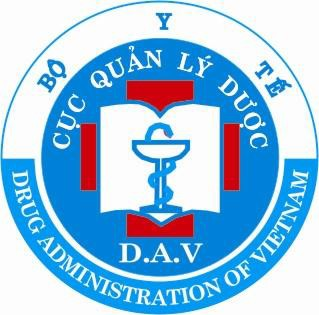 BỘ Y TẾ
CỤC QUẢN LÝ DƯỢC
D.A.V
DRUG ADMINISTRATION OF VIETNAM